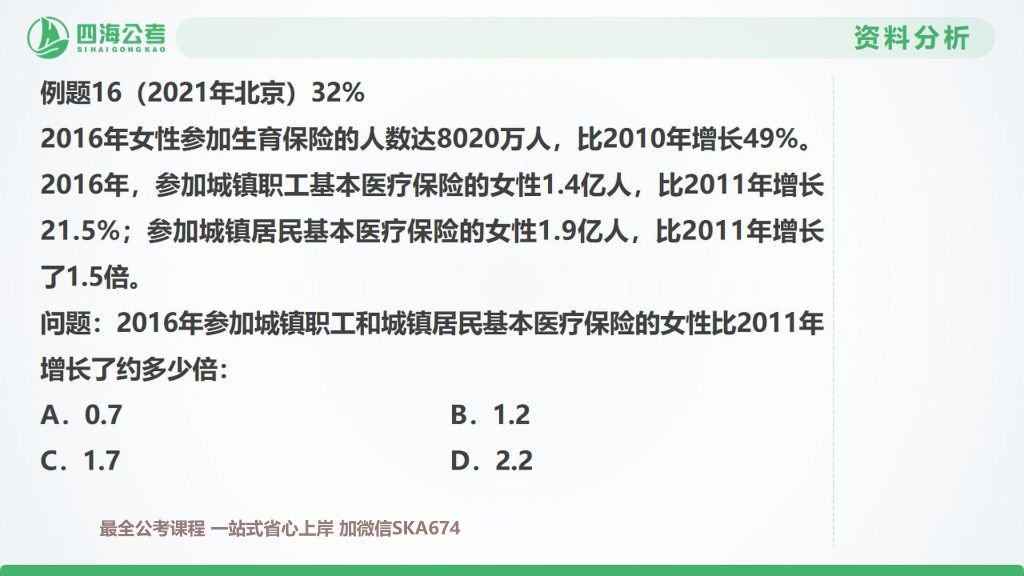 四海公考
SIHAIGONGKAO
资料分析
例题16（2021年北京）32%
2016年女性参加生育保险的人数达8020万人，比2010年增长49%。
2016年，参加城镇职工基本医疗保险的女性1.4亿人，比2011年增长
21.5%；参加城镇居民基本医疗保险的女性1.9亿人，比2011年增长
了1.5倍。
问题：2016年参加城镇职工和城镇居民基本医疗保险的女性比2011年
增长了约多少倍：
A．0.7
B．1.2
C．1.7
D．2.2
最全公考课程 一站式省心上岸 加微信SKA674